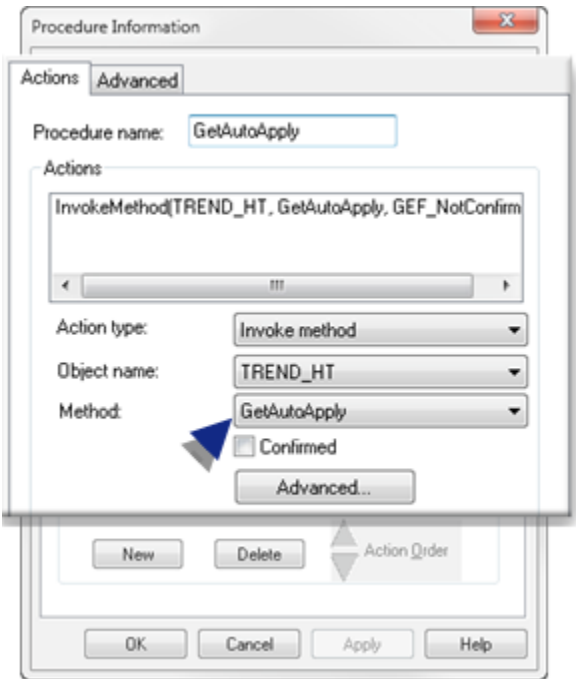 Procedure Information
Actions Advanced
Procedure name: GetAutoApply
Actions
InvokeMethod(TREND_HT, GetAutoApply, GEF_NotConfirm
Action type: Invoke method
Object name: TREND_HT
Method: GetAutoApply
Confirmed
Advanced...
New Delete Action Order
OK Cancel Apply Help